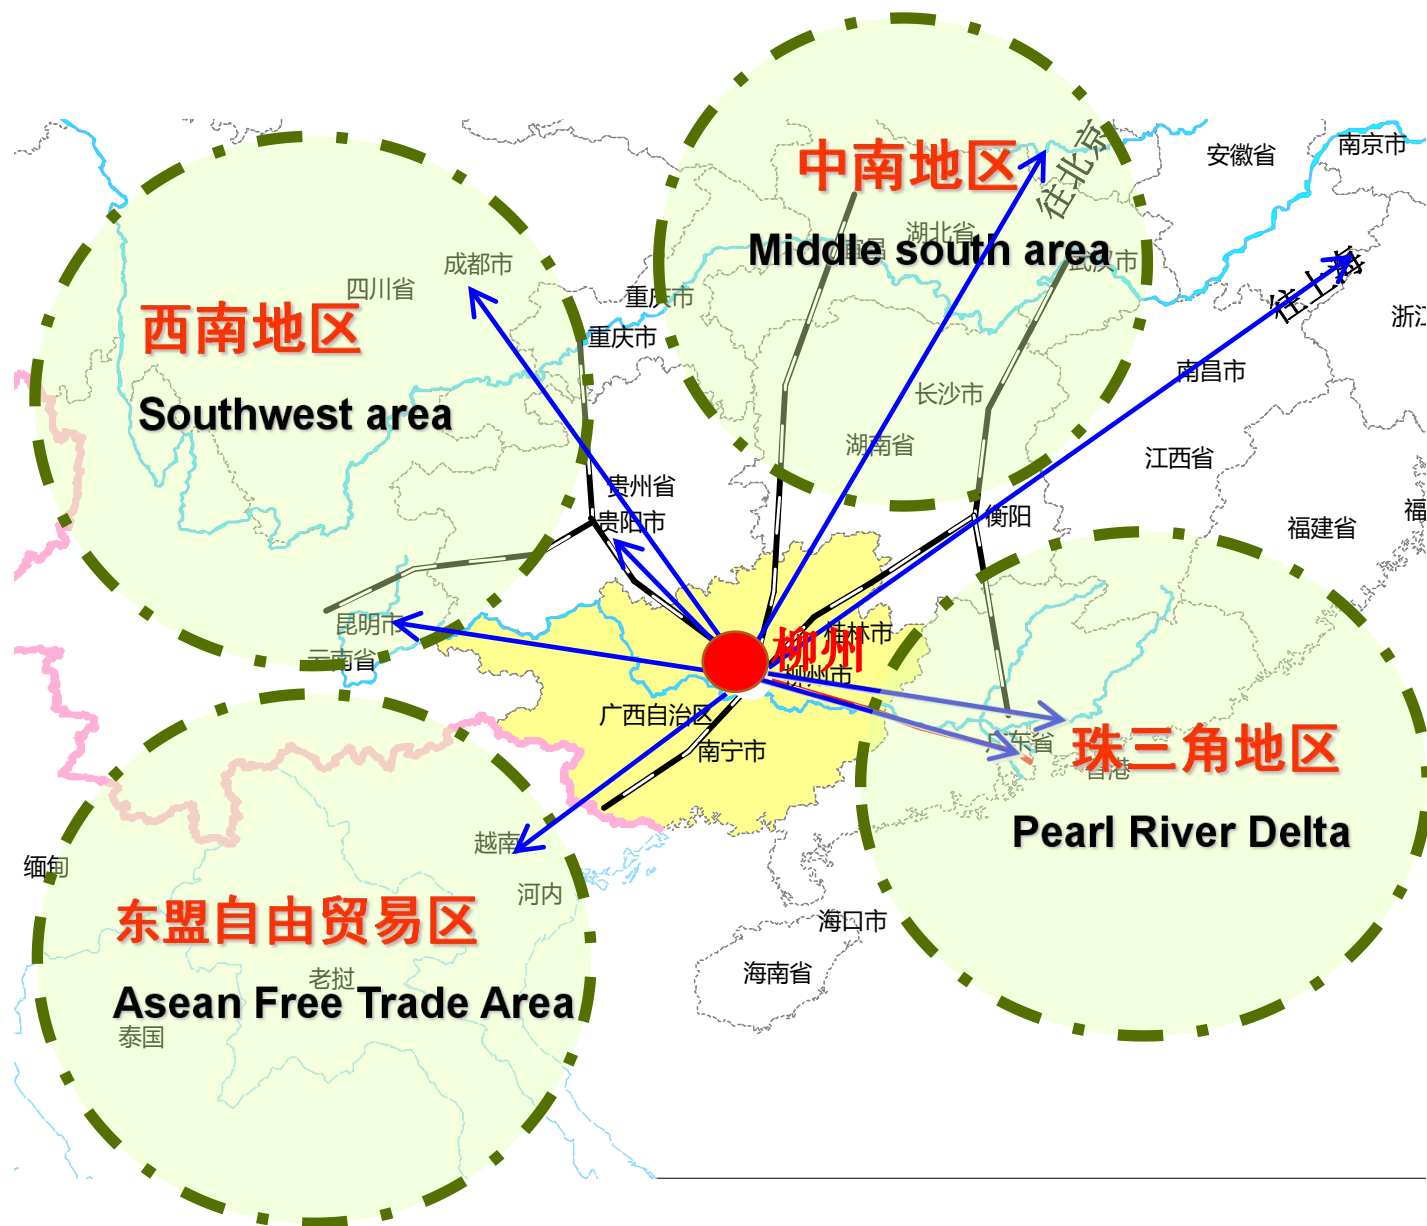 中南地区
Middle south area
往北京
安徽省
南京市
湖北省
宜昌
武汉市
往上海
成都市
四川省
西南地区
Southwest area
重庆市
重庆市
南昌市
长沙市
湖南省
江西省
贵州省
贵阳市
衡阳
福建省
昆明市
云南省
桂林市
柳州
柳州市
广西自治区
南宁市
广东省
香港
珠三角地区
Pearl River Delta
越南
缅甸
河内
东盟自由贸易区
老挝
Asean Free Trade Area
泰国
海口市
海南省
浙江
福